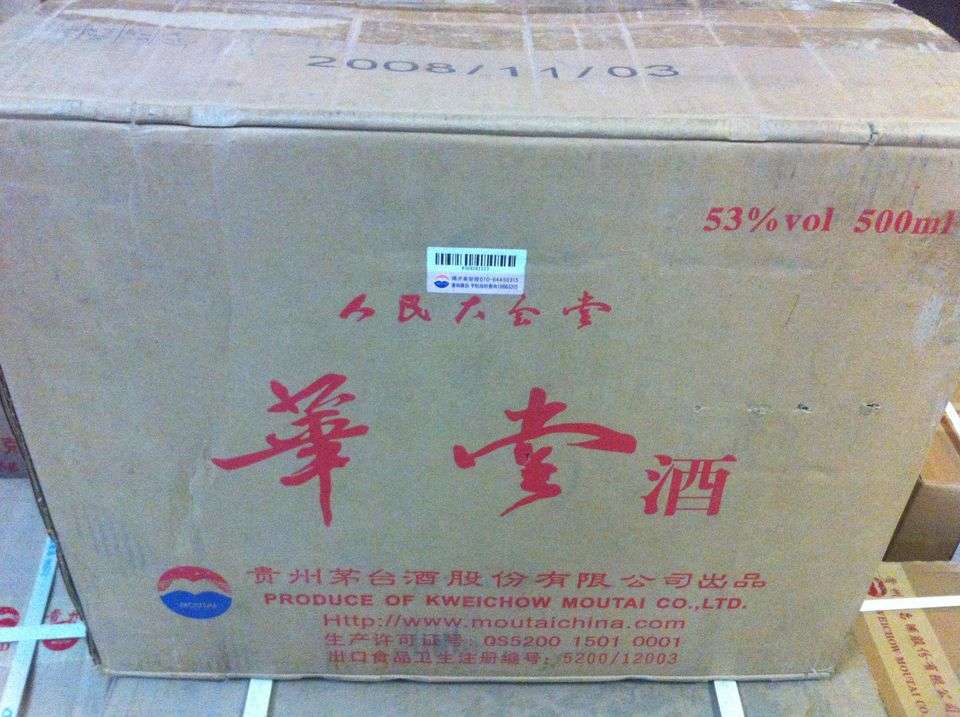 2008/11/03
53%vol 500ml
人民大会堂
華堂酒
贵州茅台酒股份有限公司出品
PRODUCE OF KWEICHOW MOUTAI CO.,LTD.
Http://www.moutaichina.com
生产许可证号: QS5200 1501 0001
出口食品卫生注册编号: 5200/12003